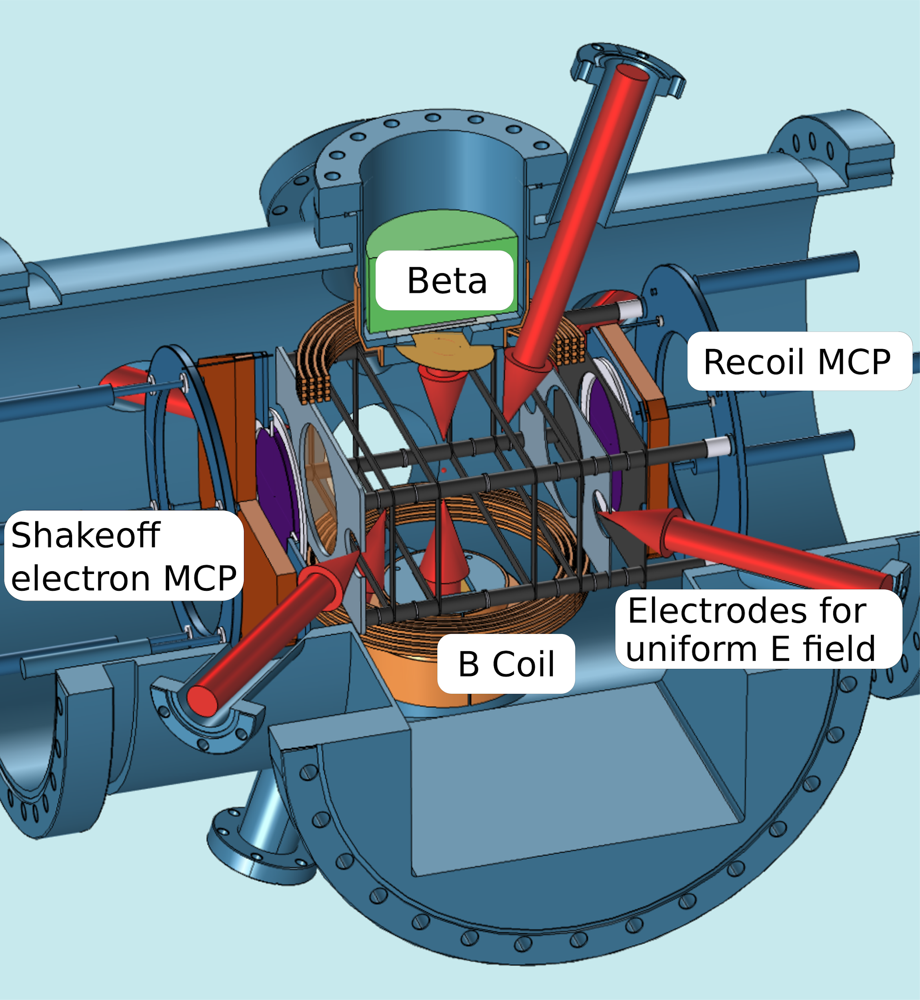 Beta
Recoil MCP
Shakeoff
electron MCP
Electrodes for
uniform E field
B Coil